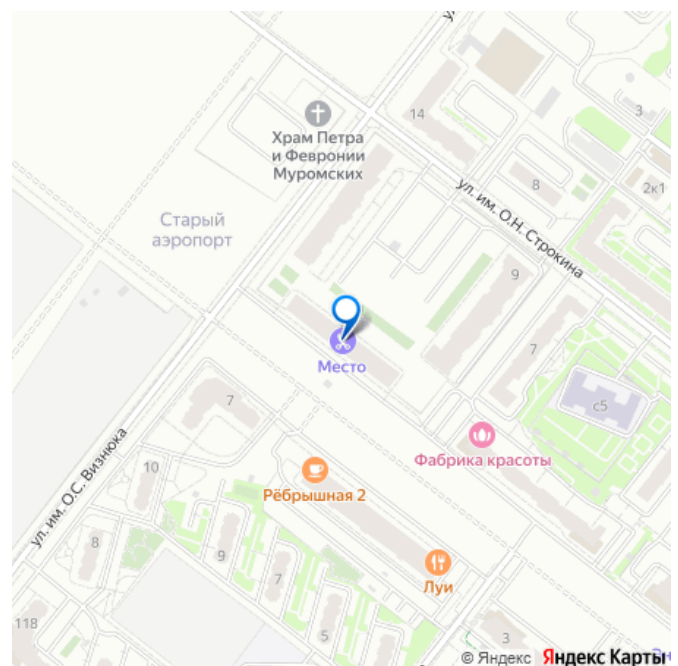 14
3
Храм Петра
и Февронии
Муромских
8
2к1
ул. им. О.Н. Строкина
Старый
аэропорт
9
7
Место
7
с5
Фабрика красоты
ул. им. О.С. Визнюка
10
Рёбрышная 2
8
9
7
Луи
118
5
3
© Яндекс Яндекс Карты